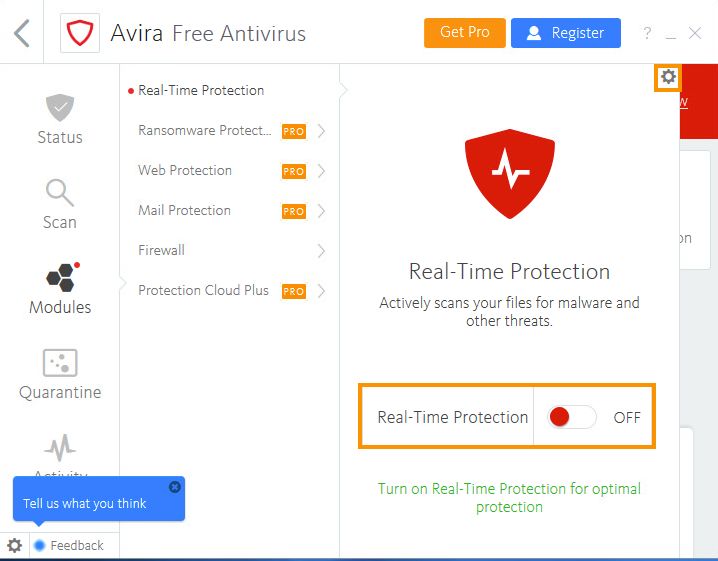 Avira Free Antivirus
Get Pro
Register
?
Status
Scan
Modules
Quarantine
Activity
Tell us what you think
Feedback
Real-Time Protection
Ransomware Protect... PRO
Web Protection PRO
Mail Protection PRO
Firewall
Protection Cloud Plus PRO
Real-Time Protection
Actively scans your files for malware and
other threats.
Real-Time Protection OFF
Turn on Real-Time Protection for optimal
protection